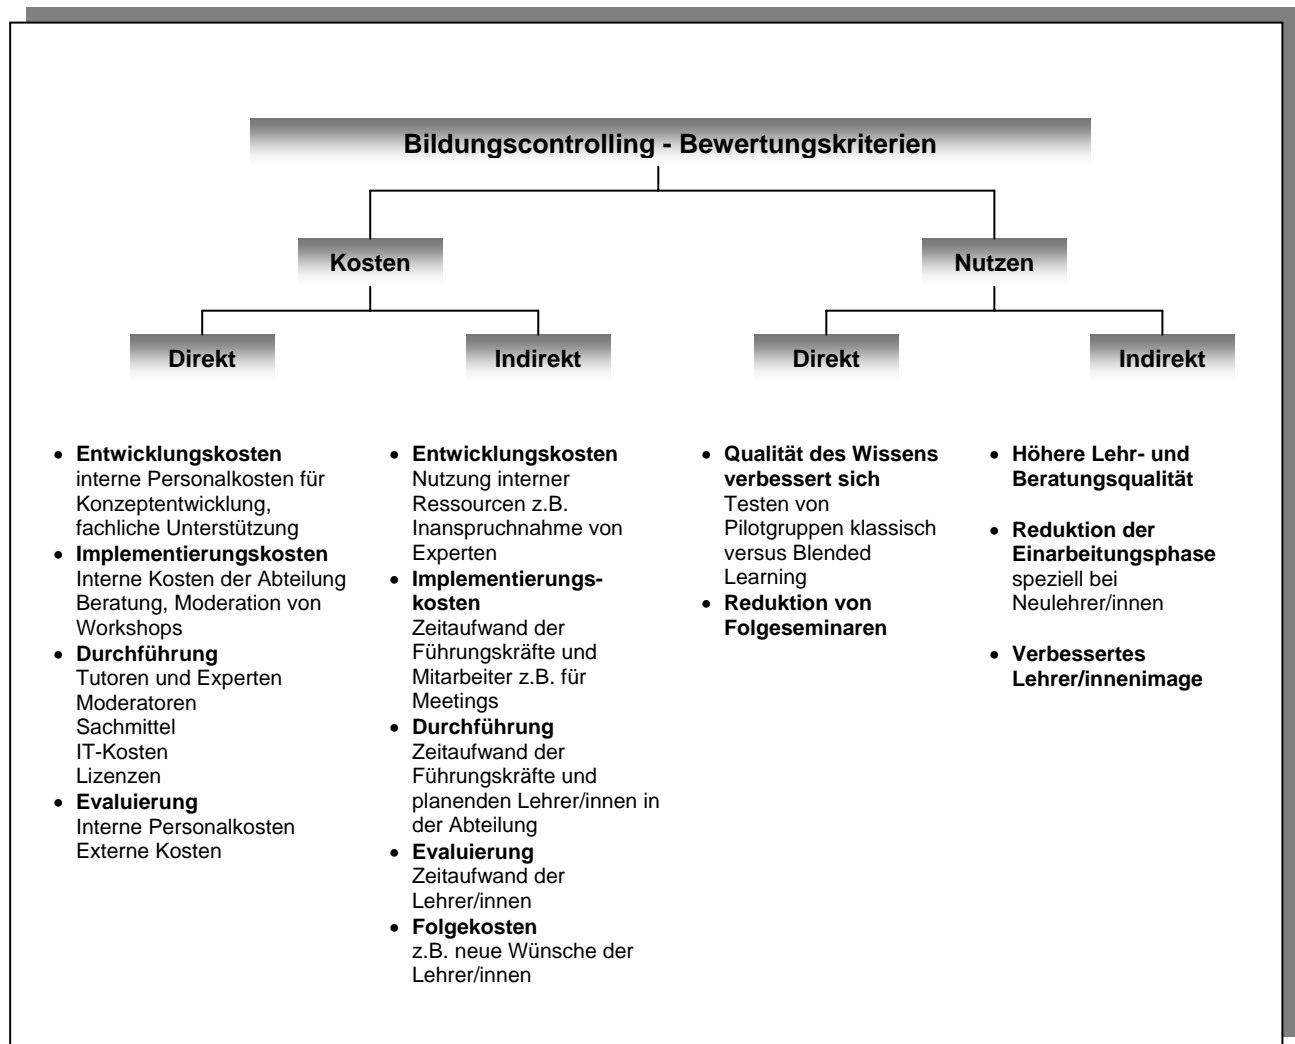 Bildungscontrolling - Bewertungskriterien
Kosten
Nutzen
Direkt
Indirekt
Direkt
Indirekt
• Entwicklungskosten
interne Personalkosten für
Konzeptentwicklung,
fachliche Unterstützung
• Implementierungskosten
Interne Kosten der Abteilung
Beratung, Moderation von
Workshops
• Durchführung
Tutoren und Experten
Moderatoren
Sachmittel
IT-Kosten
Lizenzen
• Evaluierung
Interne Personalkosten
Externe Kosten
• Entwicklungskosten
Nutzung interner
Ressourcen z.B.
Inanspruchnahme von
Experten
• Implementierungs-
kosten
Zeitaufwand der
Führungskräfte und
Mitarbeiter z.B. für
Meetings
• Durchführung
Zeitaufwand der
Führungskräfte und
planenden Lehrer/innen in
der Abteilung
• Evaluierung
Zeitaufwand der
Lehrer/innen
• Folgekosten
z.B. neue Wünsche der
Lehrer/innen
• Qualität des Wissens
verbessert sich
Testen von
Pilotgruppen klassisch
versus Blended
Learning
• Reduktion von
Folgeseminaren
• Höhere Lehr- und
Beratungsqualität
• Reduktion der
Einarbeitungsphase
speziell bei
Neulehrer/innen
• Verbessertes
Lehrer/innenimage